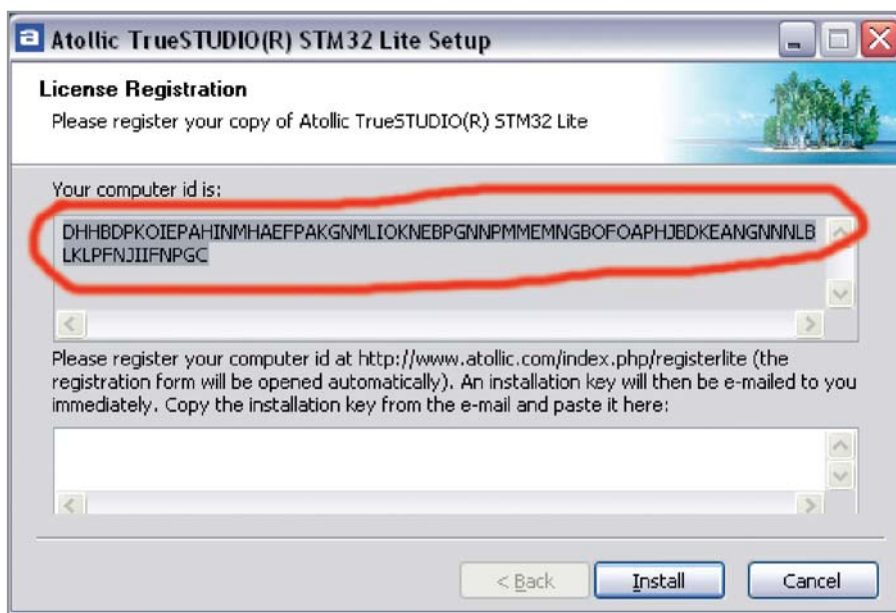 a Atollic TrueSTUDIO(R) STM32 Lite Setup
License Registration
Please register your copy of Atollic TrueSTUDIO(R) STM32 Lite
Your computer id is:
DHHBDPKOIEPAHINMHAEFPAKGNMLIOKNEBPGNNPMMEMNGBOFOAPHJBDKEANGNNNLB
LKLPFNJIIFNPGC
Please register your computer id at http://www.atollic.com/index.php/registerlite (the
registration form will be opened automatically). An installation key will then be e-mailed to you
immediately. Copy the installation key from the e-mail and paste it here:
< Back Install Cancel